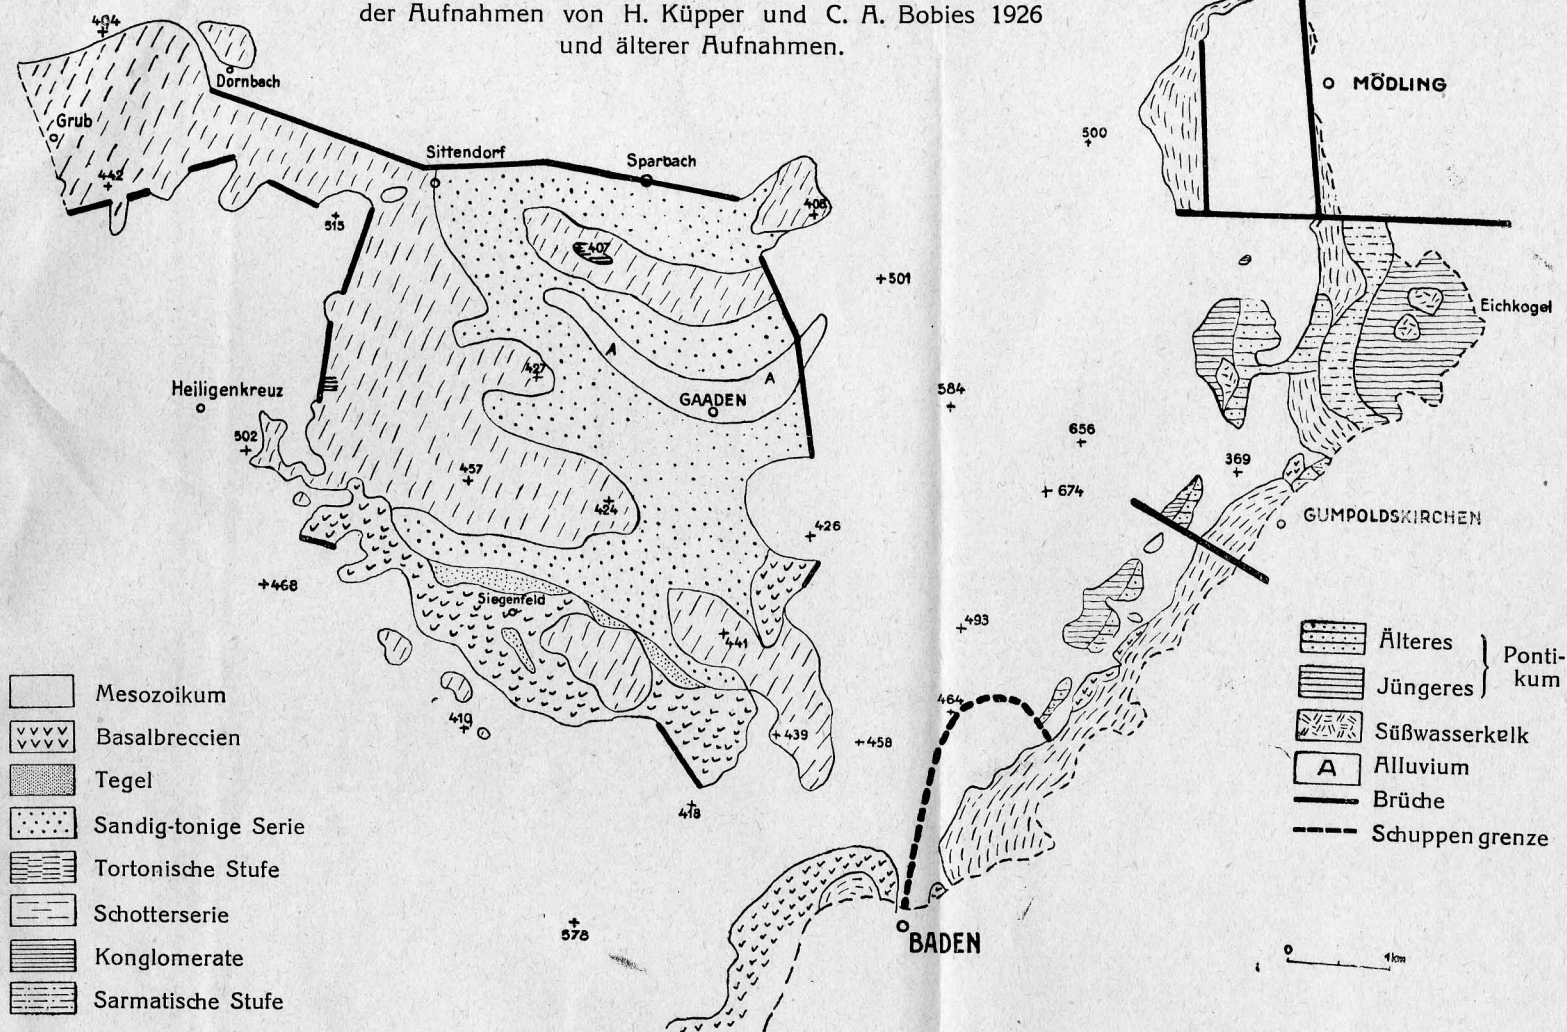 der Aufnahmen von H. Küpper und C. A. Bobies 1926
und älterer Aufnahmen.
494
Dornbach
Grub
442
Sittendorf
Sparbach
515
408
407
501
500
MÖDLING
Eichkogel
Heiligenkreuz
502
427
A
A
GAADEN
584
656
369
674
457
424
426
GUMPOLDSKIRCHEN
468
Siegenfeld
441
493
464
410
439
458
418
578
BADEN
Mesozoikum
Basalbreccien
Tegel
Sandig-tonige Serie
Tortonische Stufe
Schotterserie
Konglomerate
Sarmatische Stufe
Älteres
Jüngeres
Ponti-
kum
Süßwasserkalk
A Alluvium
Brüche
Schuppengrenze
0 1km